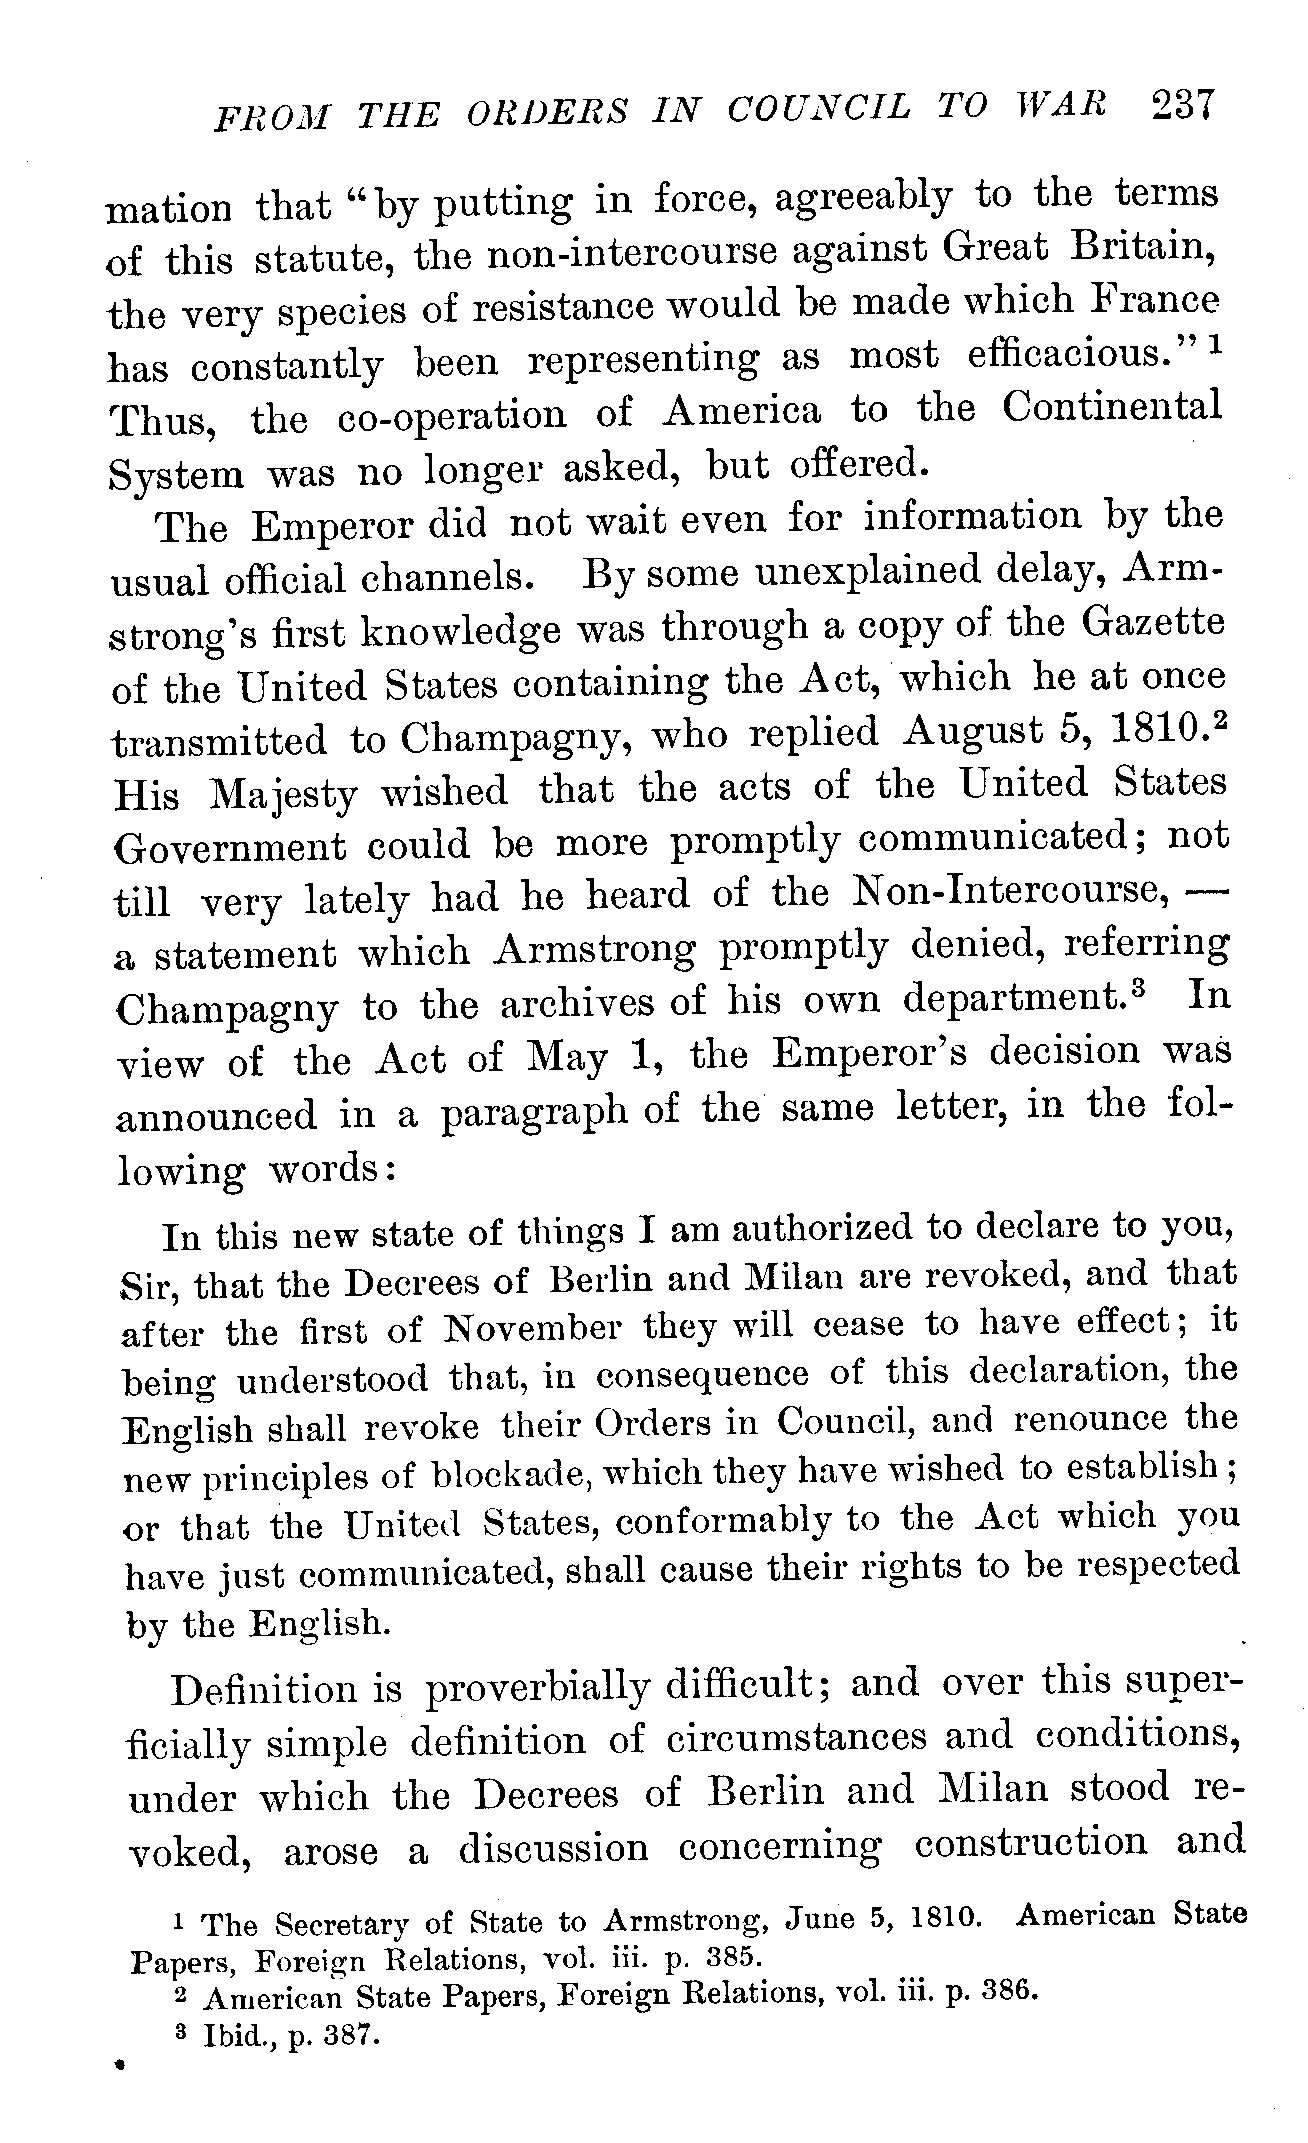 FROM THE ORDERS IN COUNCIL TO WAR 237
mation that “by putting in force, agreeably to the terms
of this statute, the non-intercourse against Great Britain,
the very species of resistance would be made which France
has constantly been representing as most efficacious.” ¹
Thus, the co-operation of America to the Continental
System was no longer asked, but offered.
The Emperor did not wait even for information by the
usual official channels. By some unexplained delay, Arm-
strong’s first knowledge was through a copy of the Gazette
of the United States containing the Act, which he at once
transmitted to Champagny, who replied August 5, 1810.²
His Majesty wished that the acts of the United States
Government could be more promptly communicated; not
till very lately had he heard of the Non-Intercourse, —
a statement which Armstrong promptly denied, referring
Champagny to the archives of his own department.³ In
view of the Act of May 1, the Emperor’s decision was
announced in a paragraph of the same letter, in the fol-
lowing words:
In this new state of things I am authorized to declare to you,
Sir, that the Decrees of Berlin and Milan are revoked, and that
after the first of November they will cease to have effect; it
being understood that, in consequence of this declaration, the
English shall revoke their Orders in Council, and renounce the
new principles of blockade, which they have wished to establish;
or that the United States, conformably to the Act which you
have just communicated, shall cause their rights to be respected
by the English.
Definition is proverbially difficult; and over this super-
ficially simple definition of circumstances and conditions,
under which the Decrees of Berlin and Milan stood re-
voked, arose a discussion concerning construction and
¹ The Secretary of State to Armstrong, June 5, 1810. American State
Papers, Foreign Relations, vol. iii. p. 385.
² American State Papers, Foreign Relations, vol. iii. p. 386.
³ Ibid., p. 387.